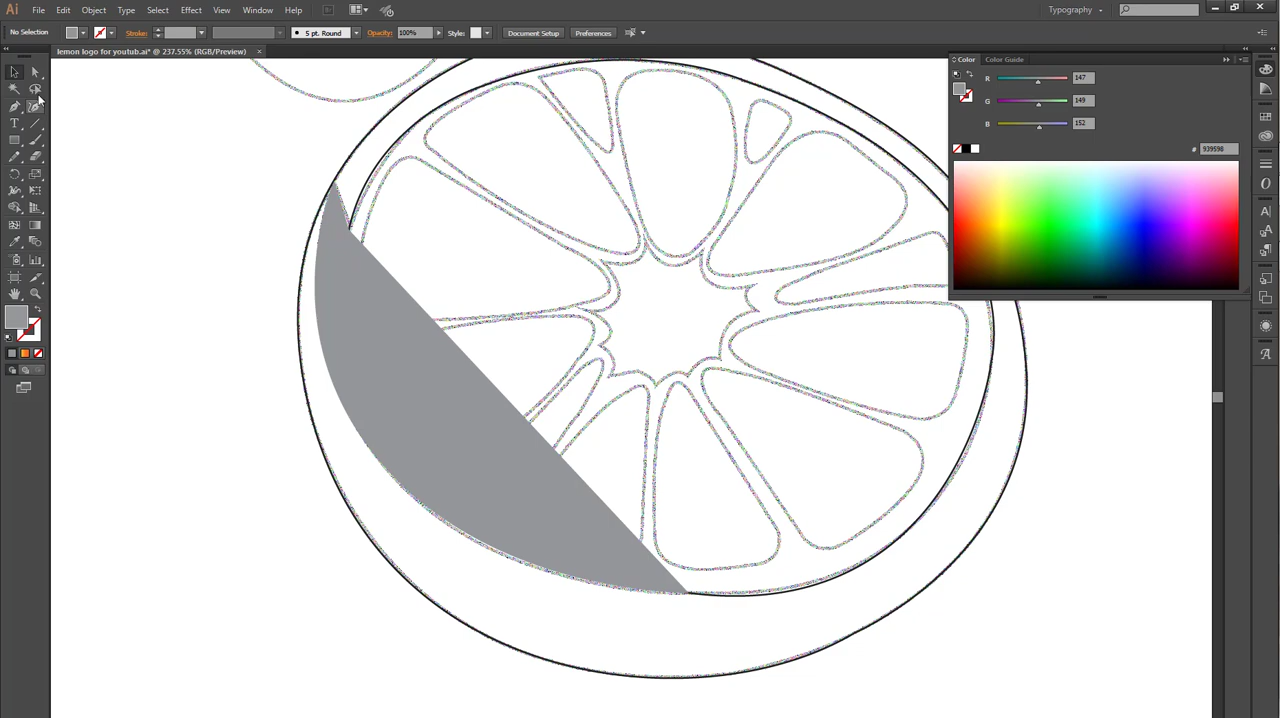 Ai File Edit Object Type Select Effect View Window Help Typography
No Selection Stroke: 5 pt. Round Opacity: 100% Style: Document Setup Preferences
lemon logo for youtub.ai* @ 237.55% (RGB/Preview)
Color Color Guide
R 147
G 149
B 152
# 939598